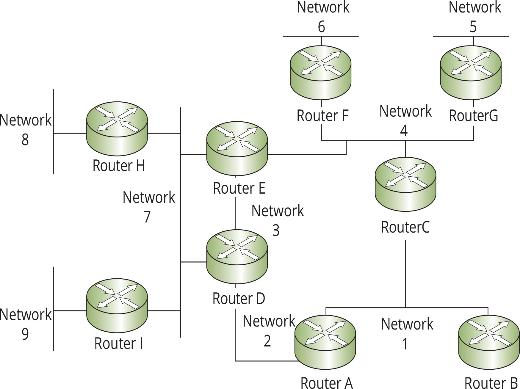 Network
6
Network
5
Router F
RouterG
Network
4
Network
8
Router H
Router E
RouterC
Network
7
Network
3
Router D
Network
9
Router I
Network
2
Network
1
Router A
Router B